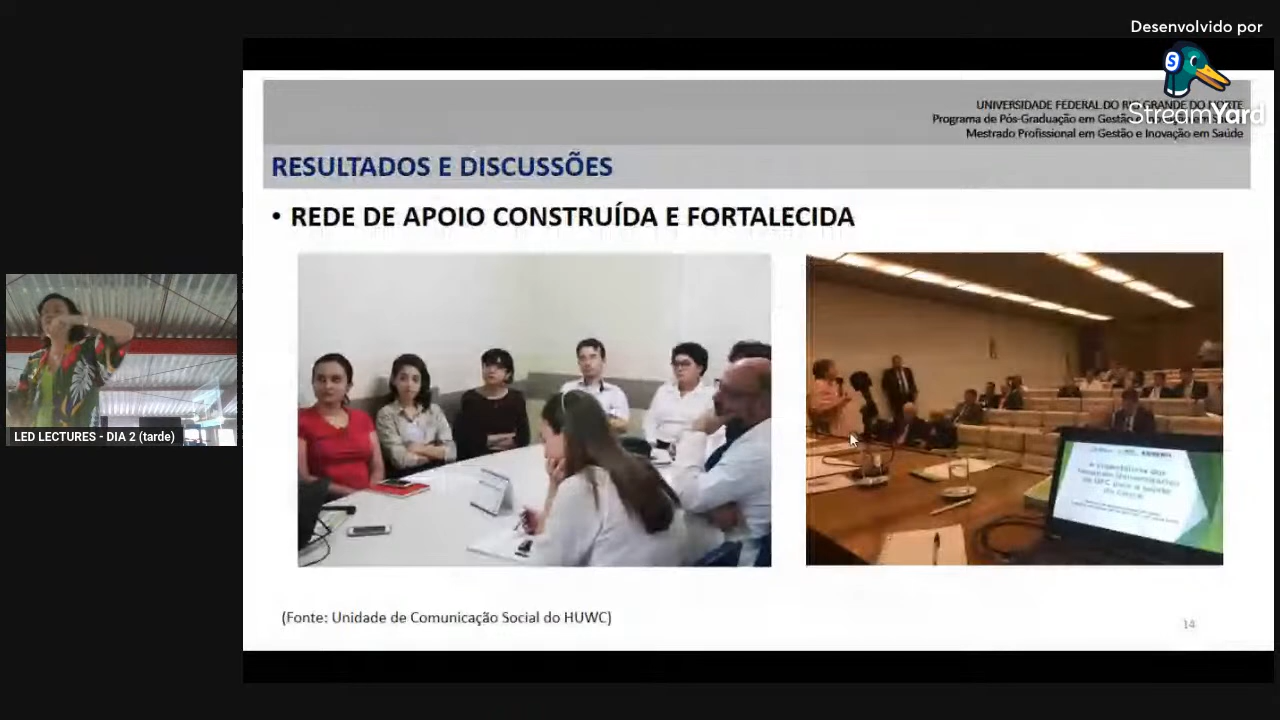 Desenvolvido por
StreamYard
UNIVERSIDADE FEDERAL DO RIO GRANDE DO NORTE
Programa de Pós-Graduação em Gestão
Mestrado Profissional em Gestão e Inovação em Saúde
RESULTADOS E DISCUSSÕES
• REDE DE APOIO CONSTRUÍDA E FORTALECIDA
LED LECTURES - DIA 2 (tarde)
(Fonte: Unidade de Comunicação Social do HUWC)
14